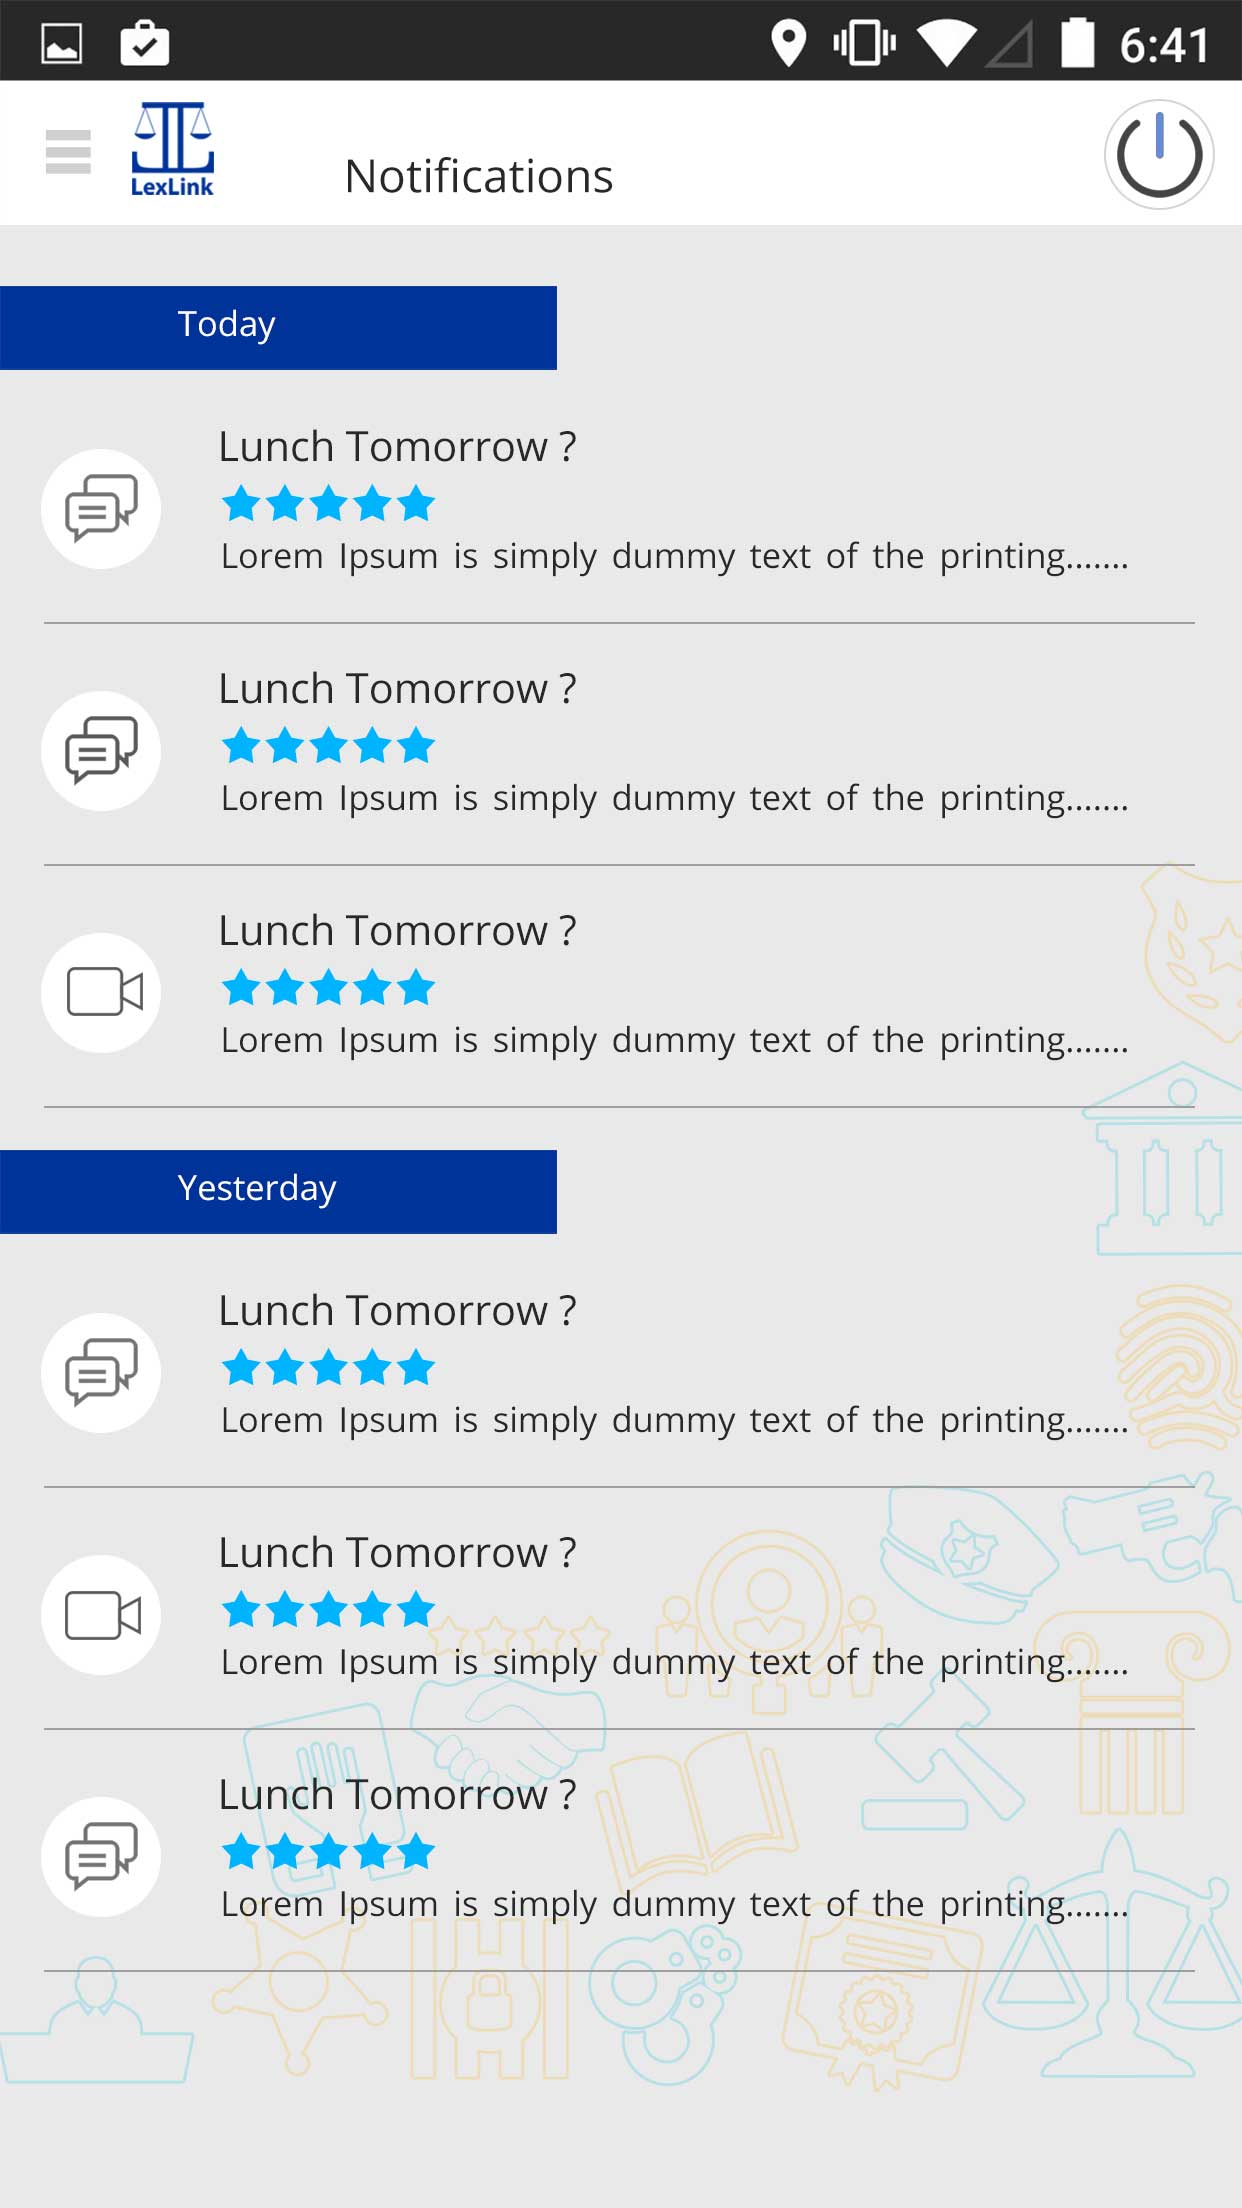 6:41
LexLink
Notifications
Today
Lunch Tomorrow ?
Lorem Ipsum is simply dummy text of the printing.......
Lunch Tomorrow ?
Lorem Ipsum is simply dummy text of the printing.......
Lunch Tomorrow ?
Lorem Ipsum is simply dummy text of the printing.......
Yesterday
Lunch Tomorrow ?
Lorem Ipsum is simply dummy text of the printing.......
Lunch Tomorrow ?
Lorem Ipsum is simply dummy text of the printing.......
Lunch Tomorrow ?
Lorem Ipsum is simply dummy text of the printing.......